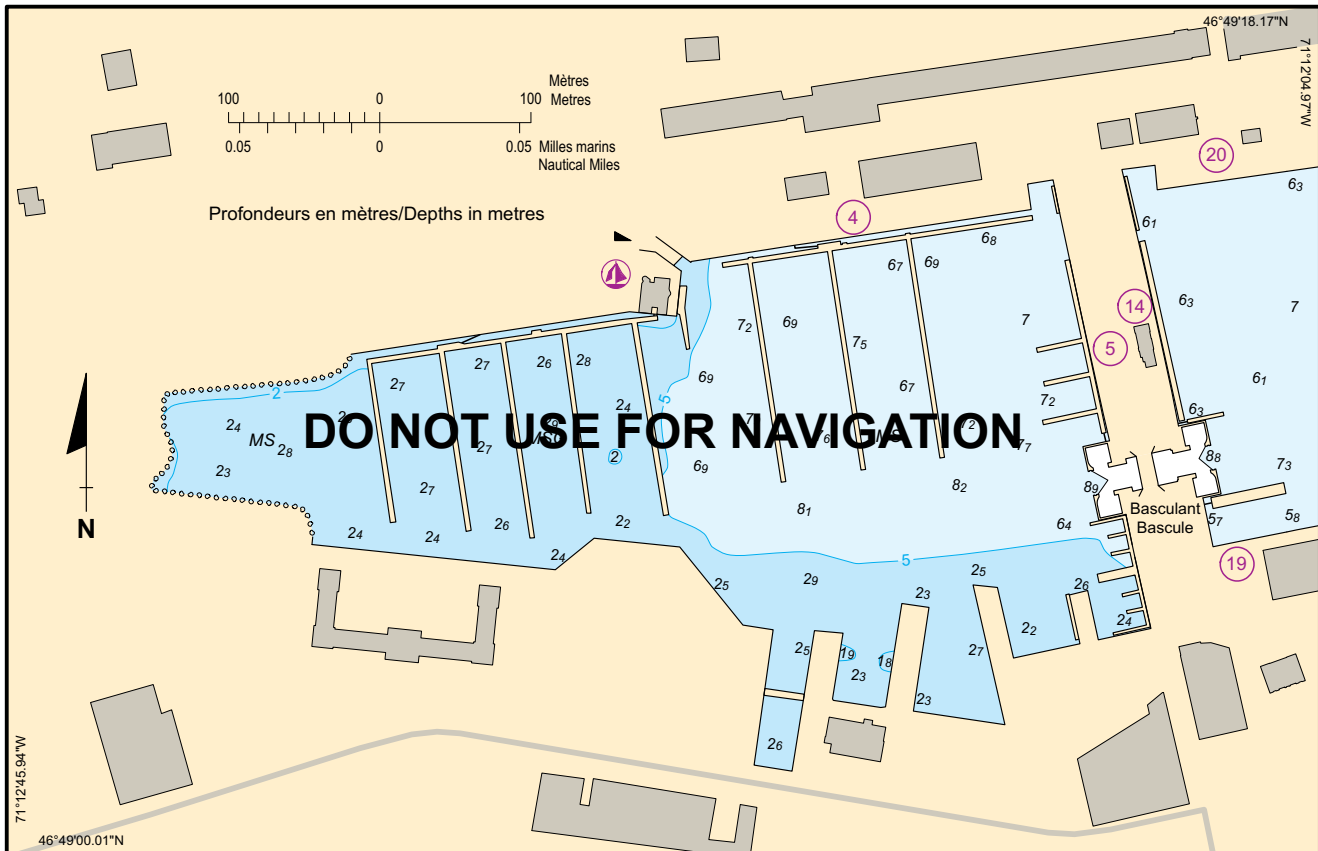 46°49'18.17"N
71°12'04.97"W
Mètres
100 0 100 Metres
0.05 0 0.05 Milles marins
Nautical Miles
20
Profondeurs en mètres/Depths in metres
4
63
61
68
67 69
14
63
7
72 69
7
75
5
27 27 26 28
2
69
67
61
5
24
72
63
DO NOT USE FOR NAVIGATION
24
MS
28
27
2
23
69
77
88
73
82
89
27
81
Basculant
Bascule
N
24 24 26 22
64
57 58
24
5
19
25 29 25
26
23
24
22
25
19
18
23
27
23
26
71°12'45.94"W
46°49'00.01"N